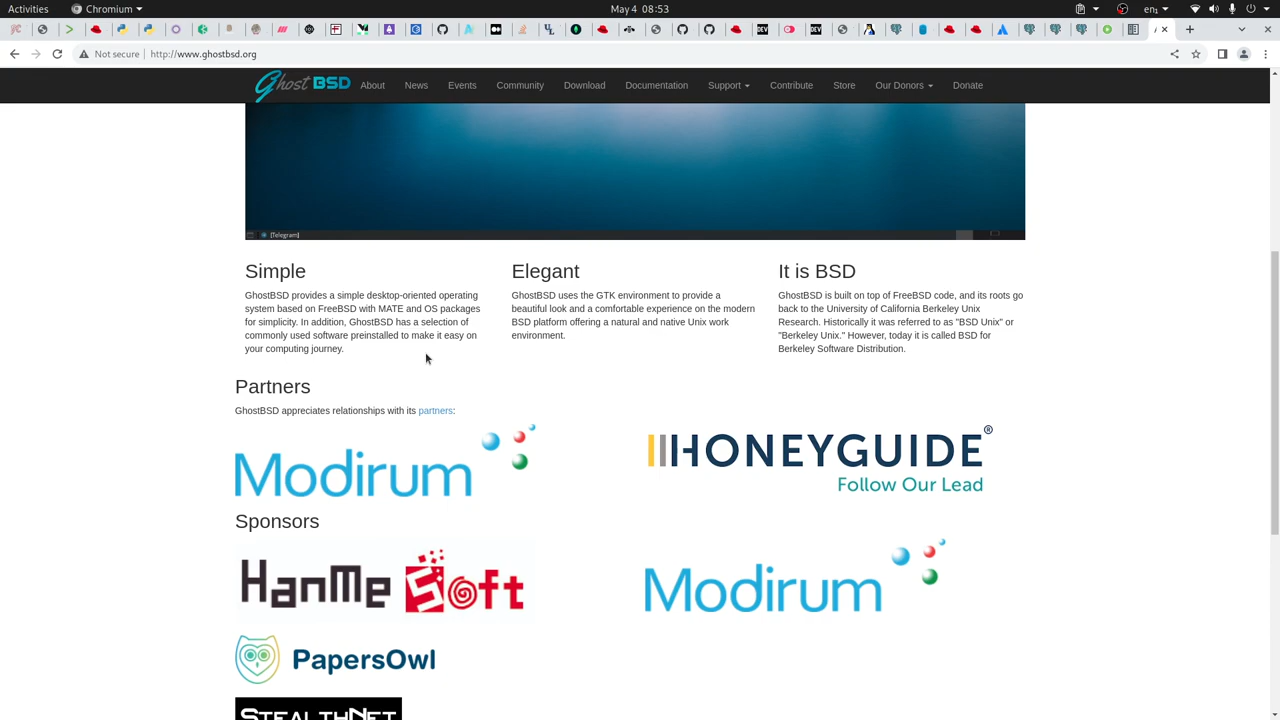 Activities
Chromium
May 4 08:53
Not secure
http://www.ghostbsd.org
Ghost BSD
About
News
Events
Community
Download
Documentation
Support
Contribute
Store
Our Donors
Donate
[Telegram]
Simple
GhostBSD provides a simple desktop-oriented operating
system based on FreeBSD with MATE and OS packages
for simplicity. In addition, GhostBSD has a selection of
commonly used software preinstalled to make it easy on
your computing journey.
Elegant
GhostBSD uses the GTK environment to provide a
beautiful look and a comfortable experience on the modern
BSD platform offering a natural and native Unix work
environment.
It is BSD
GhostBSD is built on top of FreeBSD code, and its roots go
back to the University of California Berkeley Unix
Research. Historically it was referred to as "BSD Unix" or
"Berkeley Unix." However, today it is called BSD for
Berkeley Software Distribution.
Partners
GhostBSD appreciates relationships with its partners:
Modirum
HONEYGUIDE®
Follow Our Lead
Sponsors
HanMe Soft
Modirum
PapersOwl
STEALTHNET